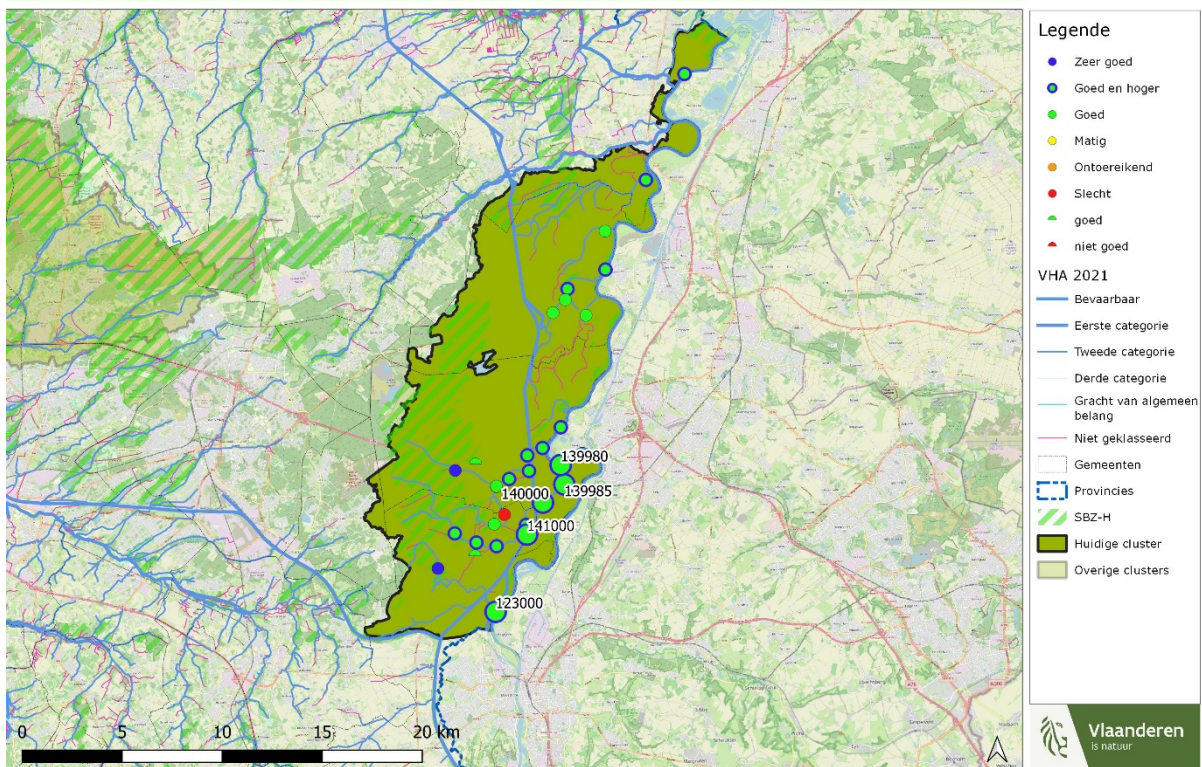 139980
139985
140000
141000
123000
0
5
10
15
20 km
Legende
Zeer goed
Goed en hoger
Goed
Matig
Ontoereikend
Slecht
goed
niet goed
VHA 2021
Bevaarbaar
Eerste categorie
Tweede categorie
Derde categorie
Gracht van algemeen
belang
Niet geklasseerd
Gemeenten
Provincies
SBZ-H
Huidige cluster
Overige clusters
Vlaanderen
is natuur